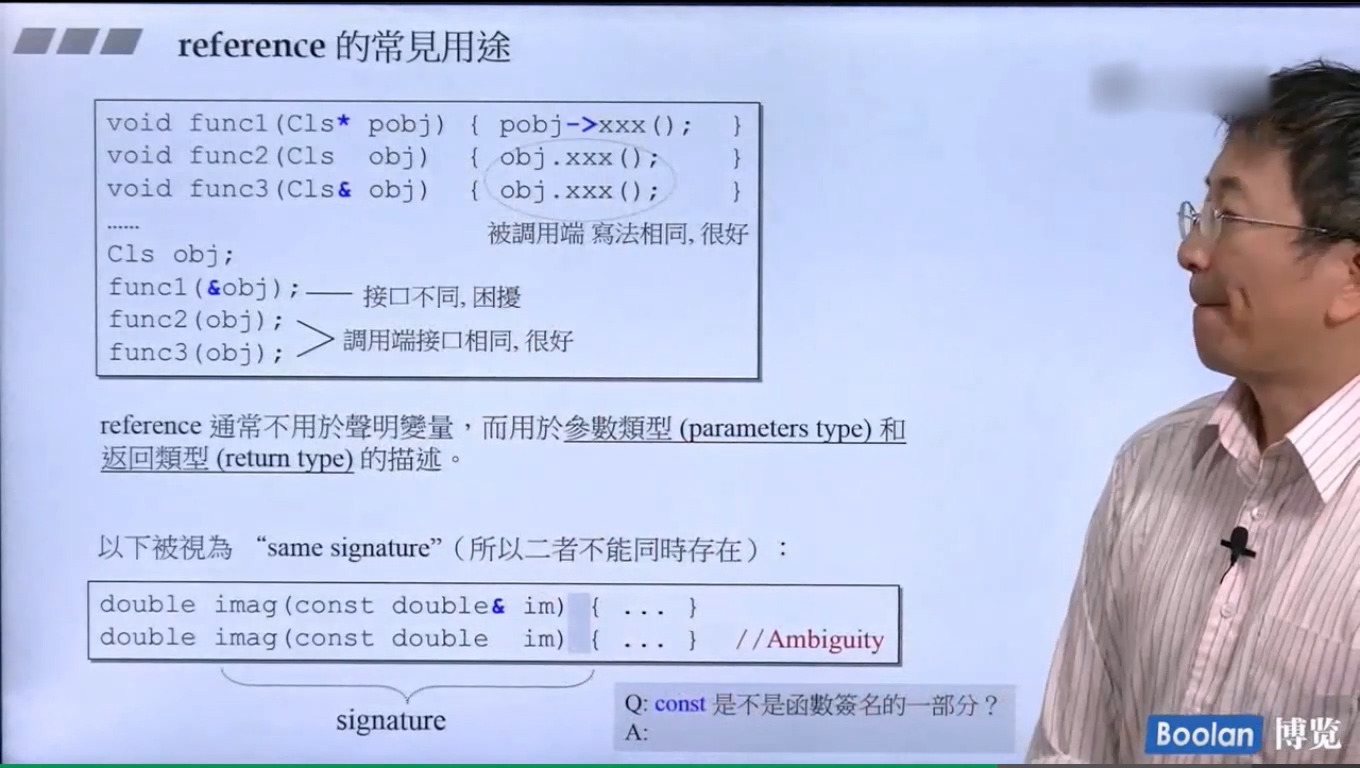 reference 的常見用途
void func1(Cls* pobj) { pobj->xxx(); }
void func2(Cls obj) { obj.xxx(); }
void func3(Cls& obj) { obj.xxx(); }
被調用端 寫法相同, 很好
......
Cls obj;
func1(&obj);
接口不同, 困擾
func2(obj);
調用端接口相同, 很好
func3(obj);
reference 通常不用於聲明變量，而用於參數類型 (parameters type) 和
返回類型 (return type) 的描述。
以下被視為 “same signature”（所以二者不能同時存在）：
double imag(const double& im) { ... }
double imag(const double im) { ... } //Ambiguity
signature
Q: const 是不是函數簽名的一部分？
A:
Boolan 博览